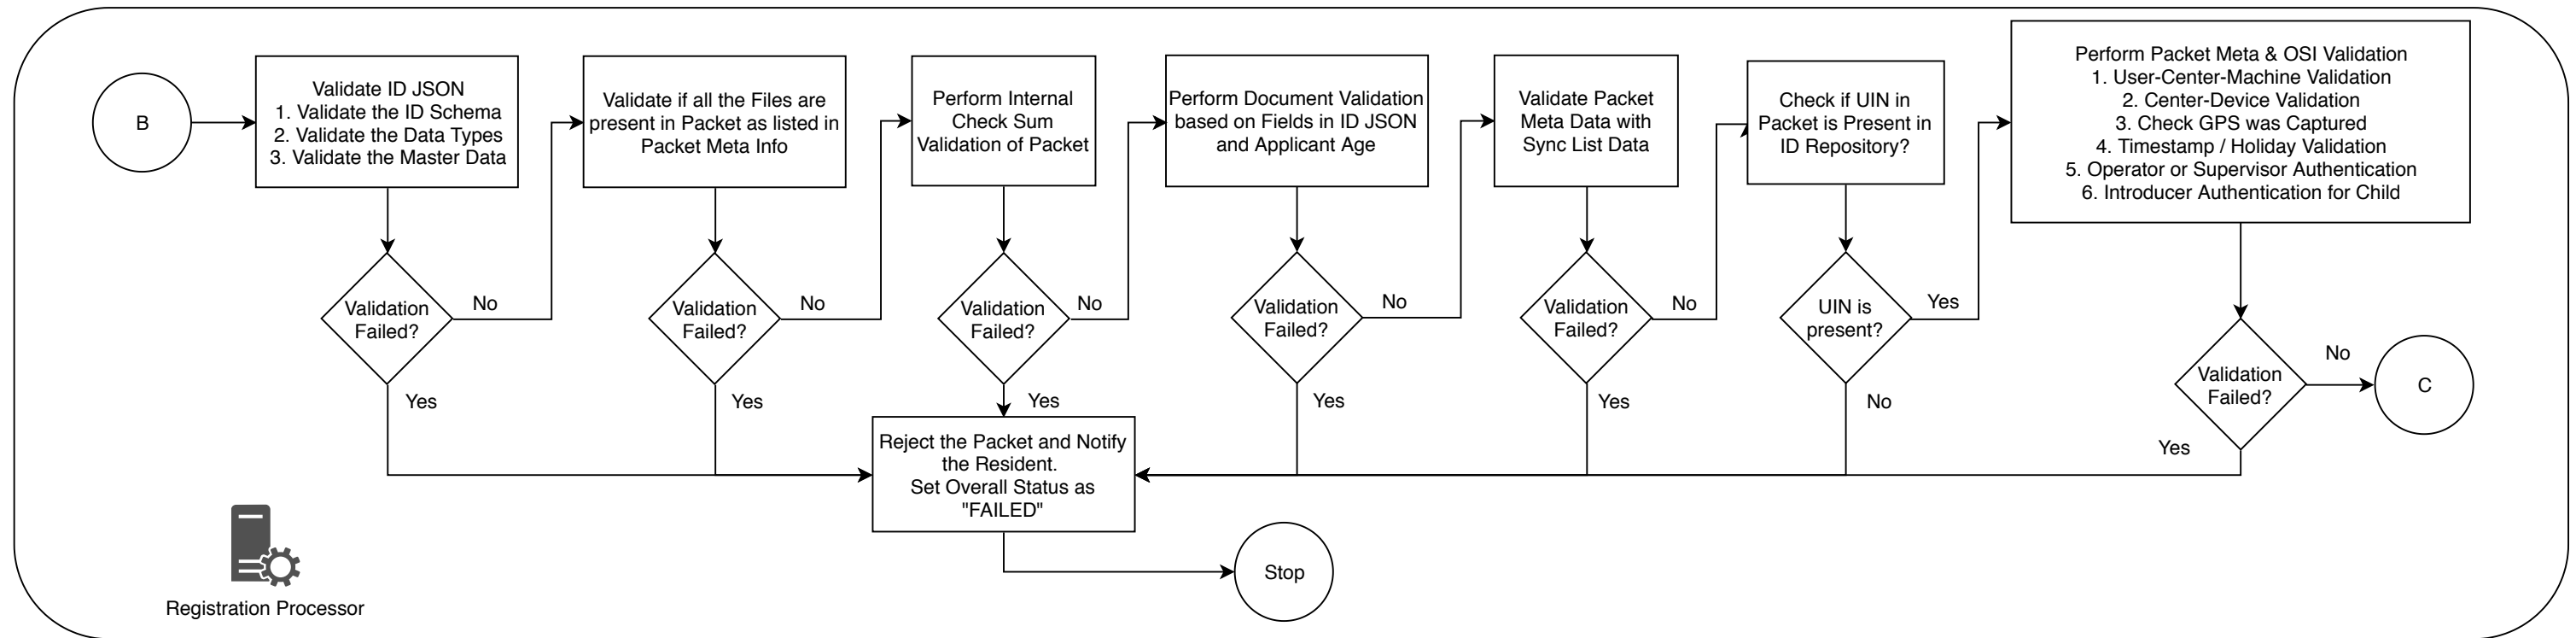 B
Validate ID JSON
1. Validate the ID Schema
2. Validate the Data Types
3. Validate the Master Data
Validate if all the Files are
present in Packet as listed in
Packet Meta Info
Perform Internal
Check Sum
Validation of Packet
Perform Document Validation
based on Fields in ID JSON
and Applicant Age
Validate Packet
Meta Data with
Sync List Data
Check if UIN in
Packet is Present in
ID Repository?
Perform Packet Meta & OSI Validation
1. User-Center-Machine Validation
2. Center-Device Validation
3. Check GPS was Captured
4. Timestamp / Holiday Validation
5. Operator or Supervisor Authentication
6. Introducer Authentication for Child
Validation
Failed?
No
Yes
Validation
Failed?
No
Yes
Validation
Failed?
No
Yes
Validation
Failed?
No
Yes
Validation
Failed?
No
Yes
UIN is
present?
Yes
No
Validation
Failed?
No
Yes
C
Reject the Packet and Notify
the Resident.
Set Overall Status as
"FAILED"
Stop
Registration Processor